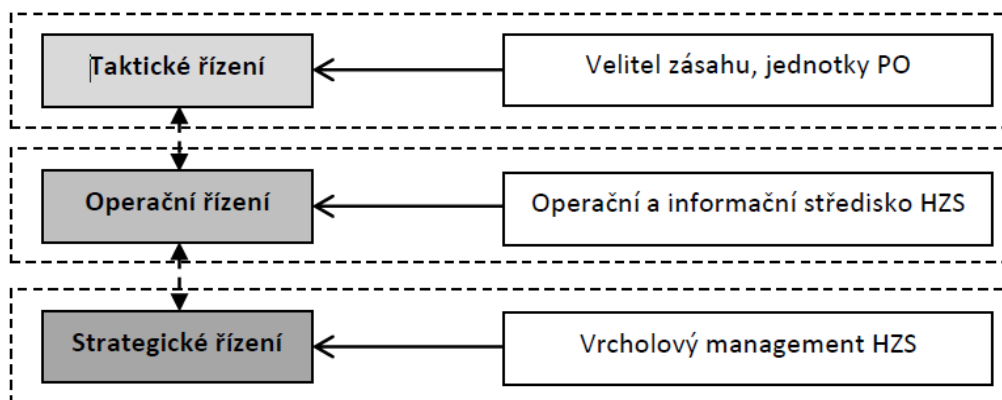 Taktické řízení
Velitel zásahu, jednotky PO
Operační řízení
Operační a informační středisko HZS
Strategické řízení
Vrcholový management HZS